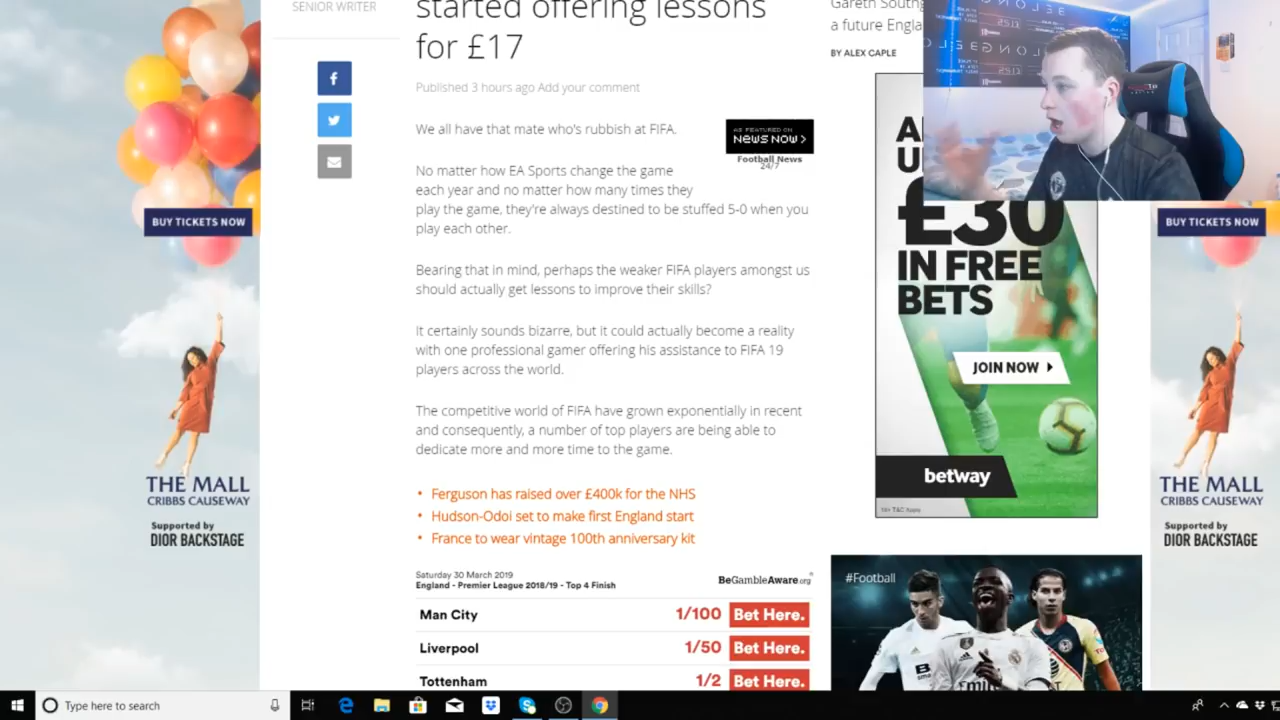 SENIOR WRITER
started offering lessons
for £17
Published 3 hours ago Add your comment
We all have that mate who's rubbish at FIFA.
AS FEATURED ON
NEWS NOW >
Football News
24/7
No matter how EA Sports change the game
each year and no matter how many times they
play the game, they're always destined to be stuffed 5-0 when you
play each other.
Bearing that in mind, perhaps the weaker FIFA players amongst us
should actually get lessons to improve their skills?
It certainly sounds bizarre, but it could actually become a reality
with one professional gamer offering his assistance to FIFA 19
players across the world.
The competitive world of FIFA have grown exponentially in recent
and consequently, a number of top players are being able to
dedicate more and more time to the game.
• Ferguson has raised over £400k for the NHS
• Hudson-Odoi set to make first England start
• France to wear vintage 100th anniversary kit
Saturday 30 March 2019
England - Premier League 2018/19 - Top 4 Finish
BeGambleAware.org
Man City 1/100 Bet Here.
Liverpool 1/50 Bet Here.
Tottenham 1/2 Bet Here.
BUY TICKETS NOW
THE MALL
CRIBBS CAUSEWAY
Supported by
DIOR BACKSTAGE
a future England
BY ALEX CAPLE
£30
IN FREE
BETS
JOIN NOW
betway
18+ T&C Apply
#Football
BUY TICKETS NOW
THE MALL
CRIBBS CAUSEWAY
Supported by
DIOR BACKSTAGE
Type here to search